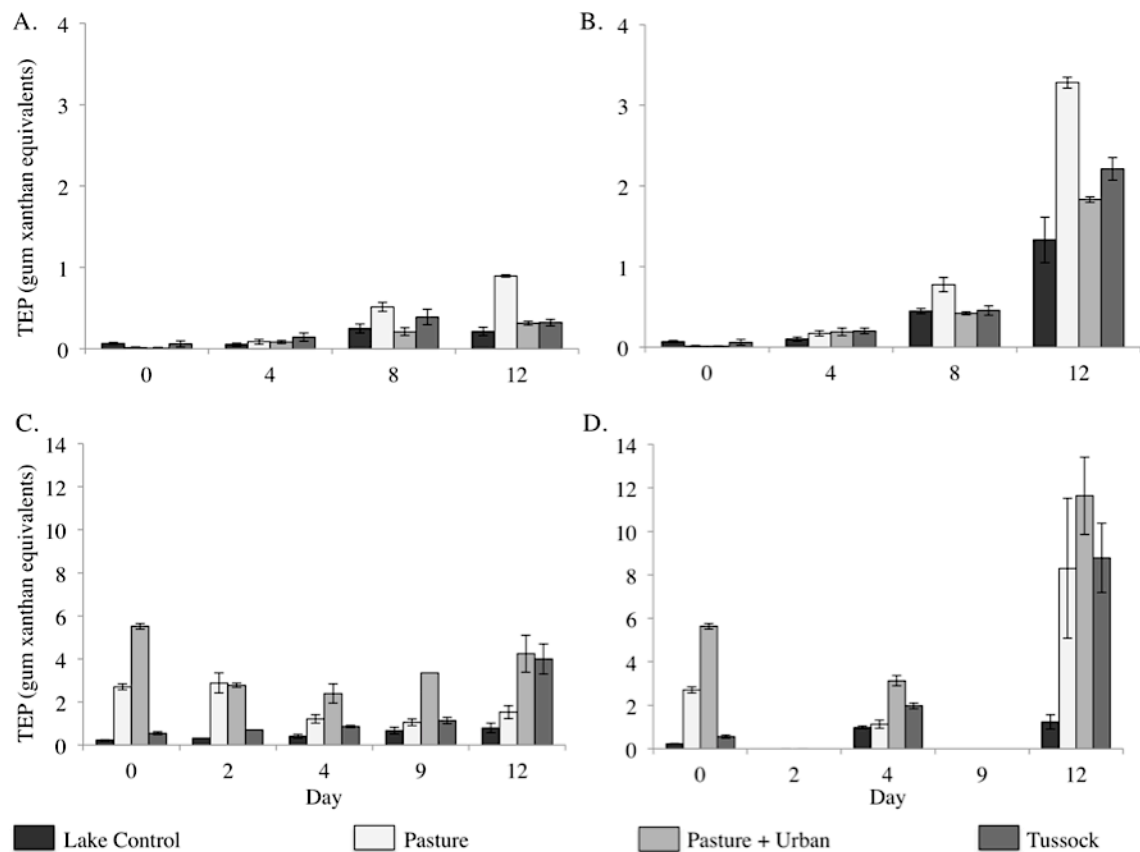 A.
B.
TEP (gum xanthan equivalents)
4
3
2
1
0
0 4 8 12
4
3
2
1
0
0 4 8 12
C.
D.
TEP (gum xanthan equivalents)
14
12
10
8
6
4
2
0
0 2 4 9 12
Day
14
12
10
8
6
4
2
0
0 2 4 9 12
Day
Lake Control Pasture Pasture + Urban Tussock